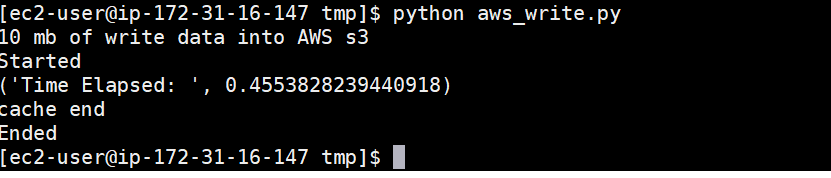 [ec2-user@ip-172-31-16-147 tmp]$ python aws_write.py
10 mb of write data into AWS s3
Started
('Time Elapsed: ', 0.4553828239440918)
cache end
Ended
[ec2-user@ip-172-31-16-147 tmp]$